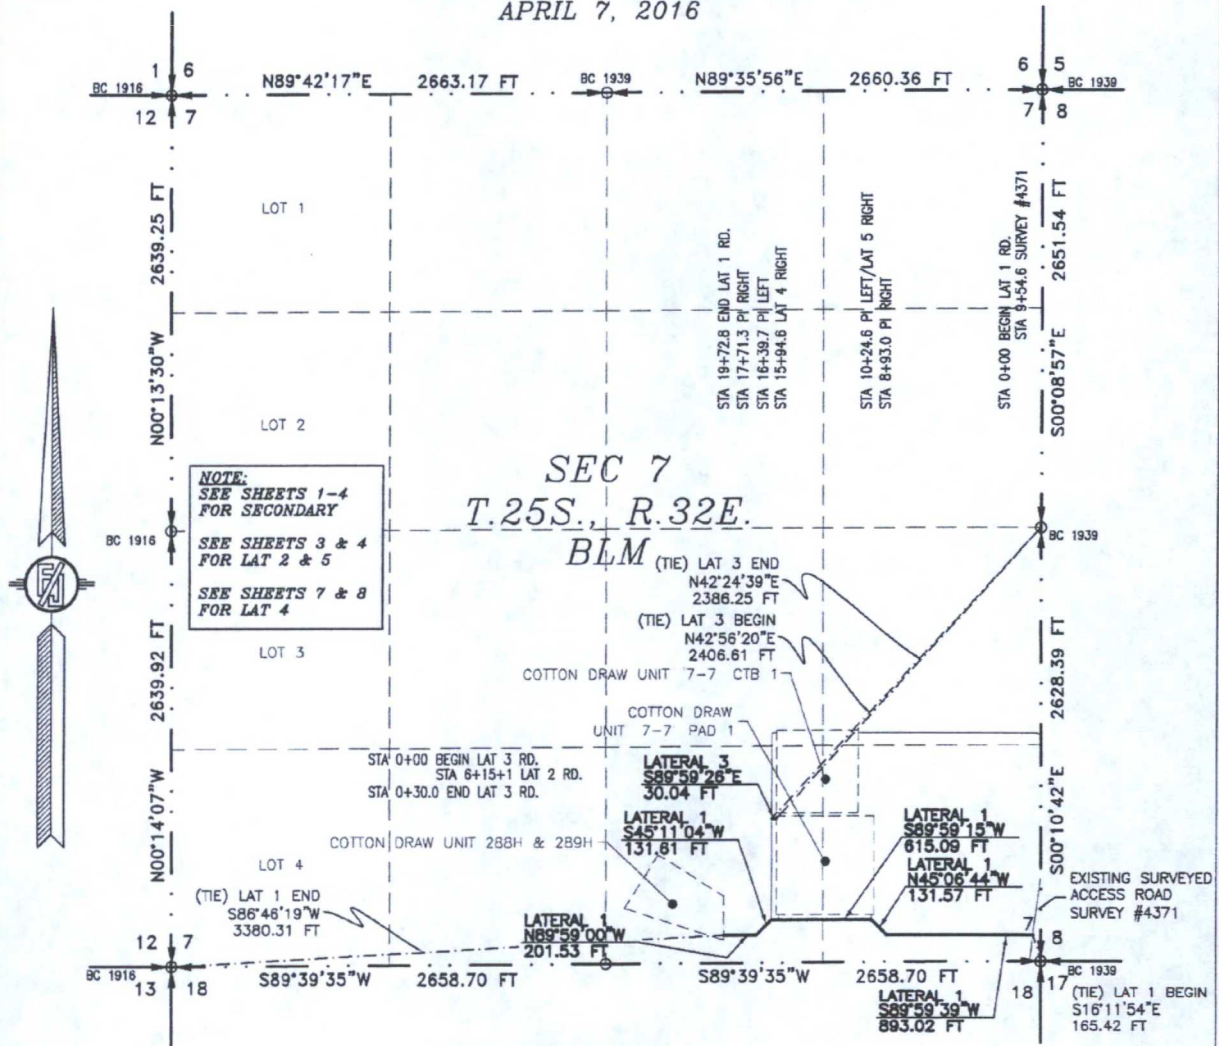 APRIL 7, 2016
1 6
BC 1916
12 7
N89°42'17"E 2663.17 FT
BC 1939
N89°35'56"E 2660.36 FT
6 5
BC 1939
7 8
2639.25 FT
N00°13'30"W
LOT 1
LOT 2
STA 19+72.8 END LAT 1 RD.
STA 17+71.3 PI RIGHT
STA 16+39.7 PI LEFT
STA 15+94.6 LAT 4 RIGHT
STA 10+24.6 PI LEFT/LAT 5 RIGHT
STA 8+93.0 PI RIGHT
STA 0+00 BEGIN LAT 1 RD.
STA 9+54.6 SURVEY #4371
2651.54 FT
S00°08'57"E
NOTE:
SEE SHEETS 1-4
FOR SECONDARY
SEE SHEETS 3 & 4
FOR LAT 2 & 5
SEE SHEETS 7 & 8
FOR LAT 4
SEC 7
T.25S., R.32E.
BLM
BC 1916
BC 1939
(TIE) LAT 3 END
N42°24'39"E
2386.25 FT
(TIE) LAT 3 BEGIN
N42°56'20"E
2406.61 FT
LOT 3
2639.92 FT
N00°14'07"W
2628.39 FT
S00°10'42"E
COTTON DRAW UNIT 7-7 CTB 1
COTTON DRAW
UNIT 7-7 PAD 1
STA 0+00 BEGIN LAT 3 RD.
STA 6+15+1 LAT 2 RD.
STA 0+30.0 END LAT 3 RD.
LATERAL 3
S89°59'26"E
30.04 FT
LATERAL 1
S45°11'04"W
131.61 FT
LATERAL 1
S89°59'15"W
615.09 FT
COTTON DRAW UNIT 288H & 289H
LOT 4
LATERAL 1
N45°06'44"W
131.57 FT
EXISTING SURVEYED
ACCESS ROAD
SURVEY #4371
(TIE) LAT 1 END
S86°46'19"W
3380.31 FT
LATERAL 1
N89°59'00"W
201.53 FT
12 7
BC 1916
13 18
S89°39'35"W 2658.70 FT
S89°39'35"W 2658.70 FT
7 8
BC 1939
18 17
LATERAL 1
S89°59'39"W
893.02 FT
(TIE) LAT 1 BEGIN
S16°11'54"E
165.42 FT